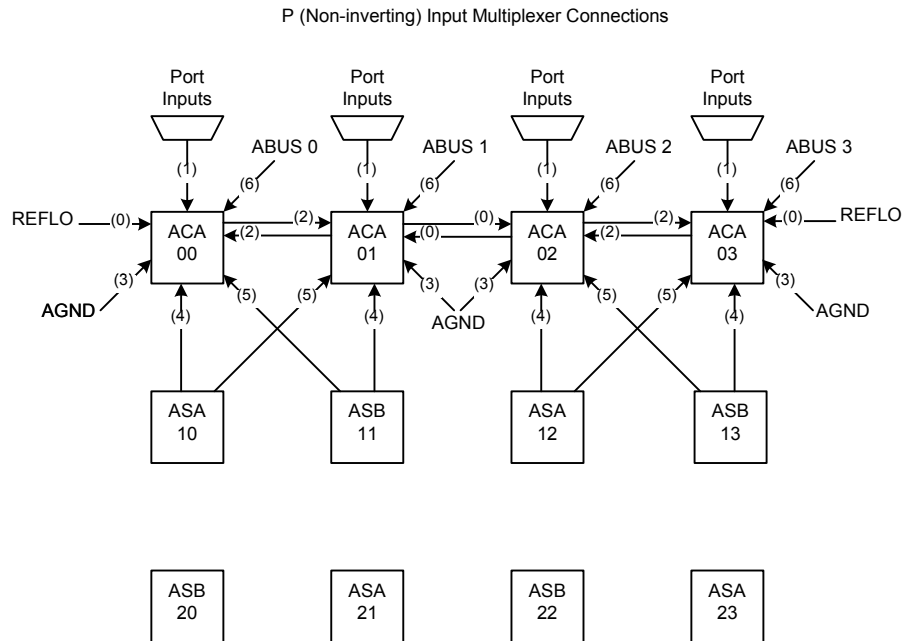 P (Non-inverting) Input Multiplexer Connections
Port
Inputs
Port
Inputs
Port
Inputs
Port
Inputs
ABUS 0
ABUS 1
ABUS 2
ABUS 3
(1)
(1)
(1)
(1)
(6)
(6)
(6)
(6)
REFLO
(0)
ACA
00
(2)
(2)
ACA
01
(0)
(0)
ACA
02
(2)
(2)
ACA
03
(0)
REFLO
(3)
AGND
(4)
(5)
(5)
(4)
(3)
AGND
(3)
(4)
(5)
(5)
(4)
(3)
AGND
ASA
10
ASB
11
ASA
12
ASB
13
ASB
20
ASA
21
ASB
22
ASA
23